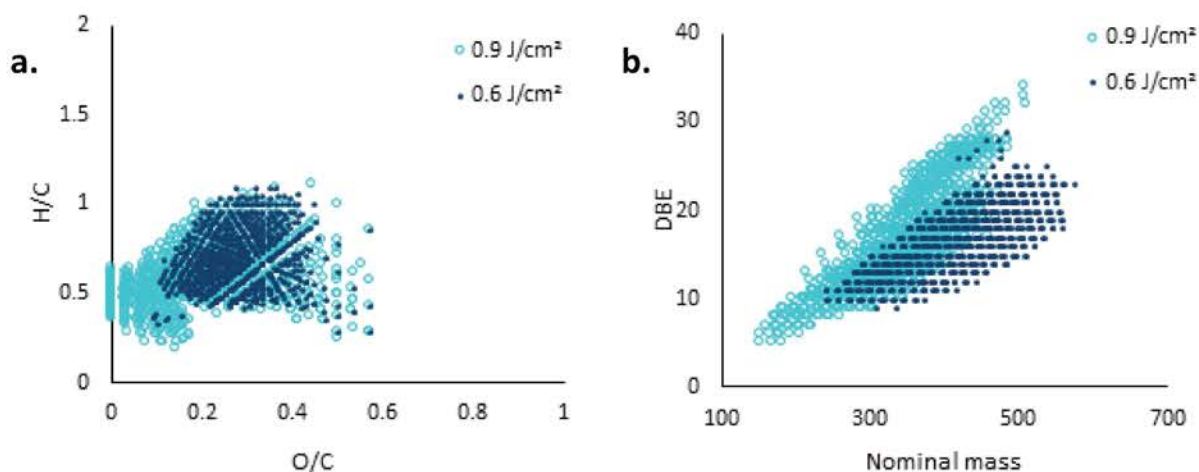 a.
2
1.5
1
0.5
0
H/C
0 0.2 0.4 0.6 0.8 1
O/C
0.9 J/cm²
0.6 J/cm²
b.
40
30
20
10
0
DBE
100 300 500 700
Nominal mass
0.9 J/cm²
0.6 J/cm²